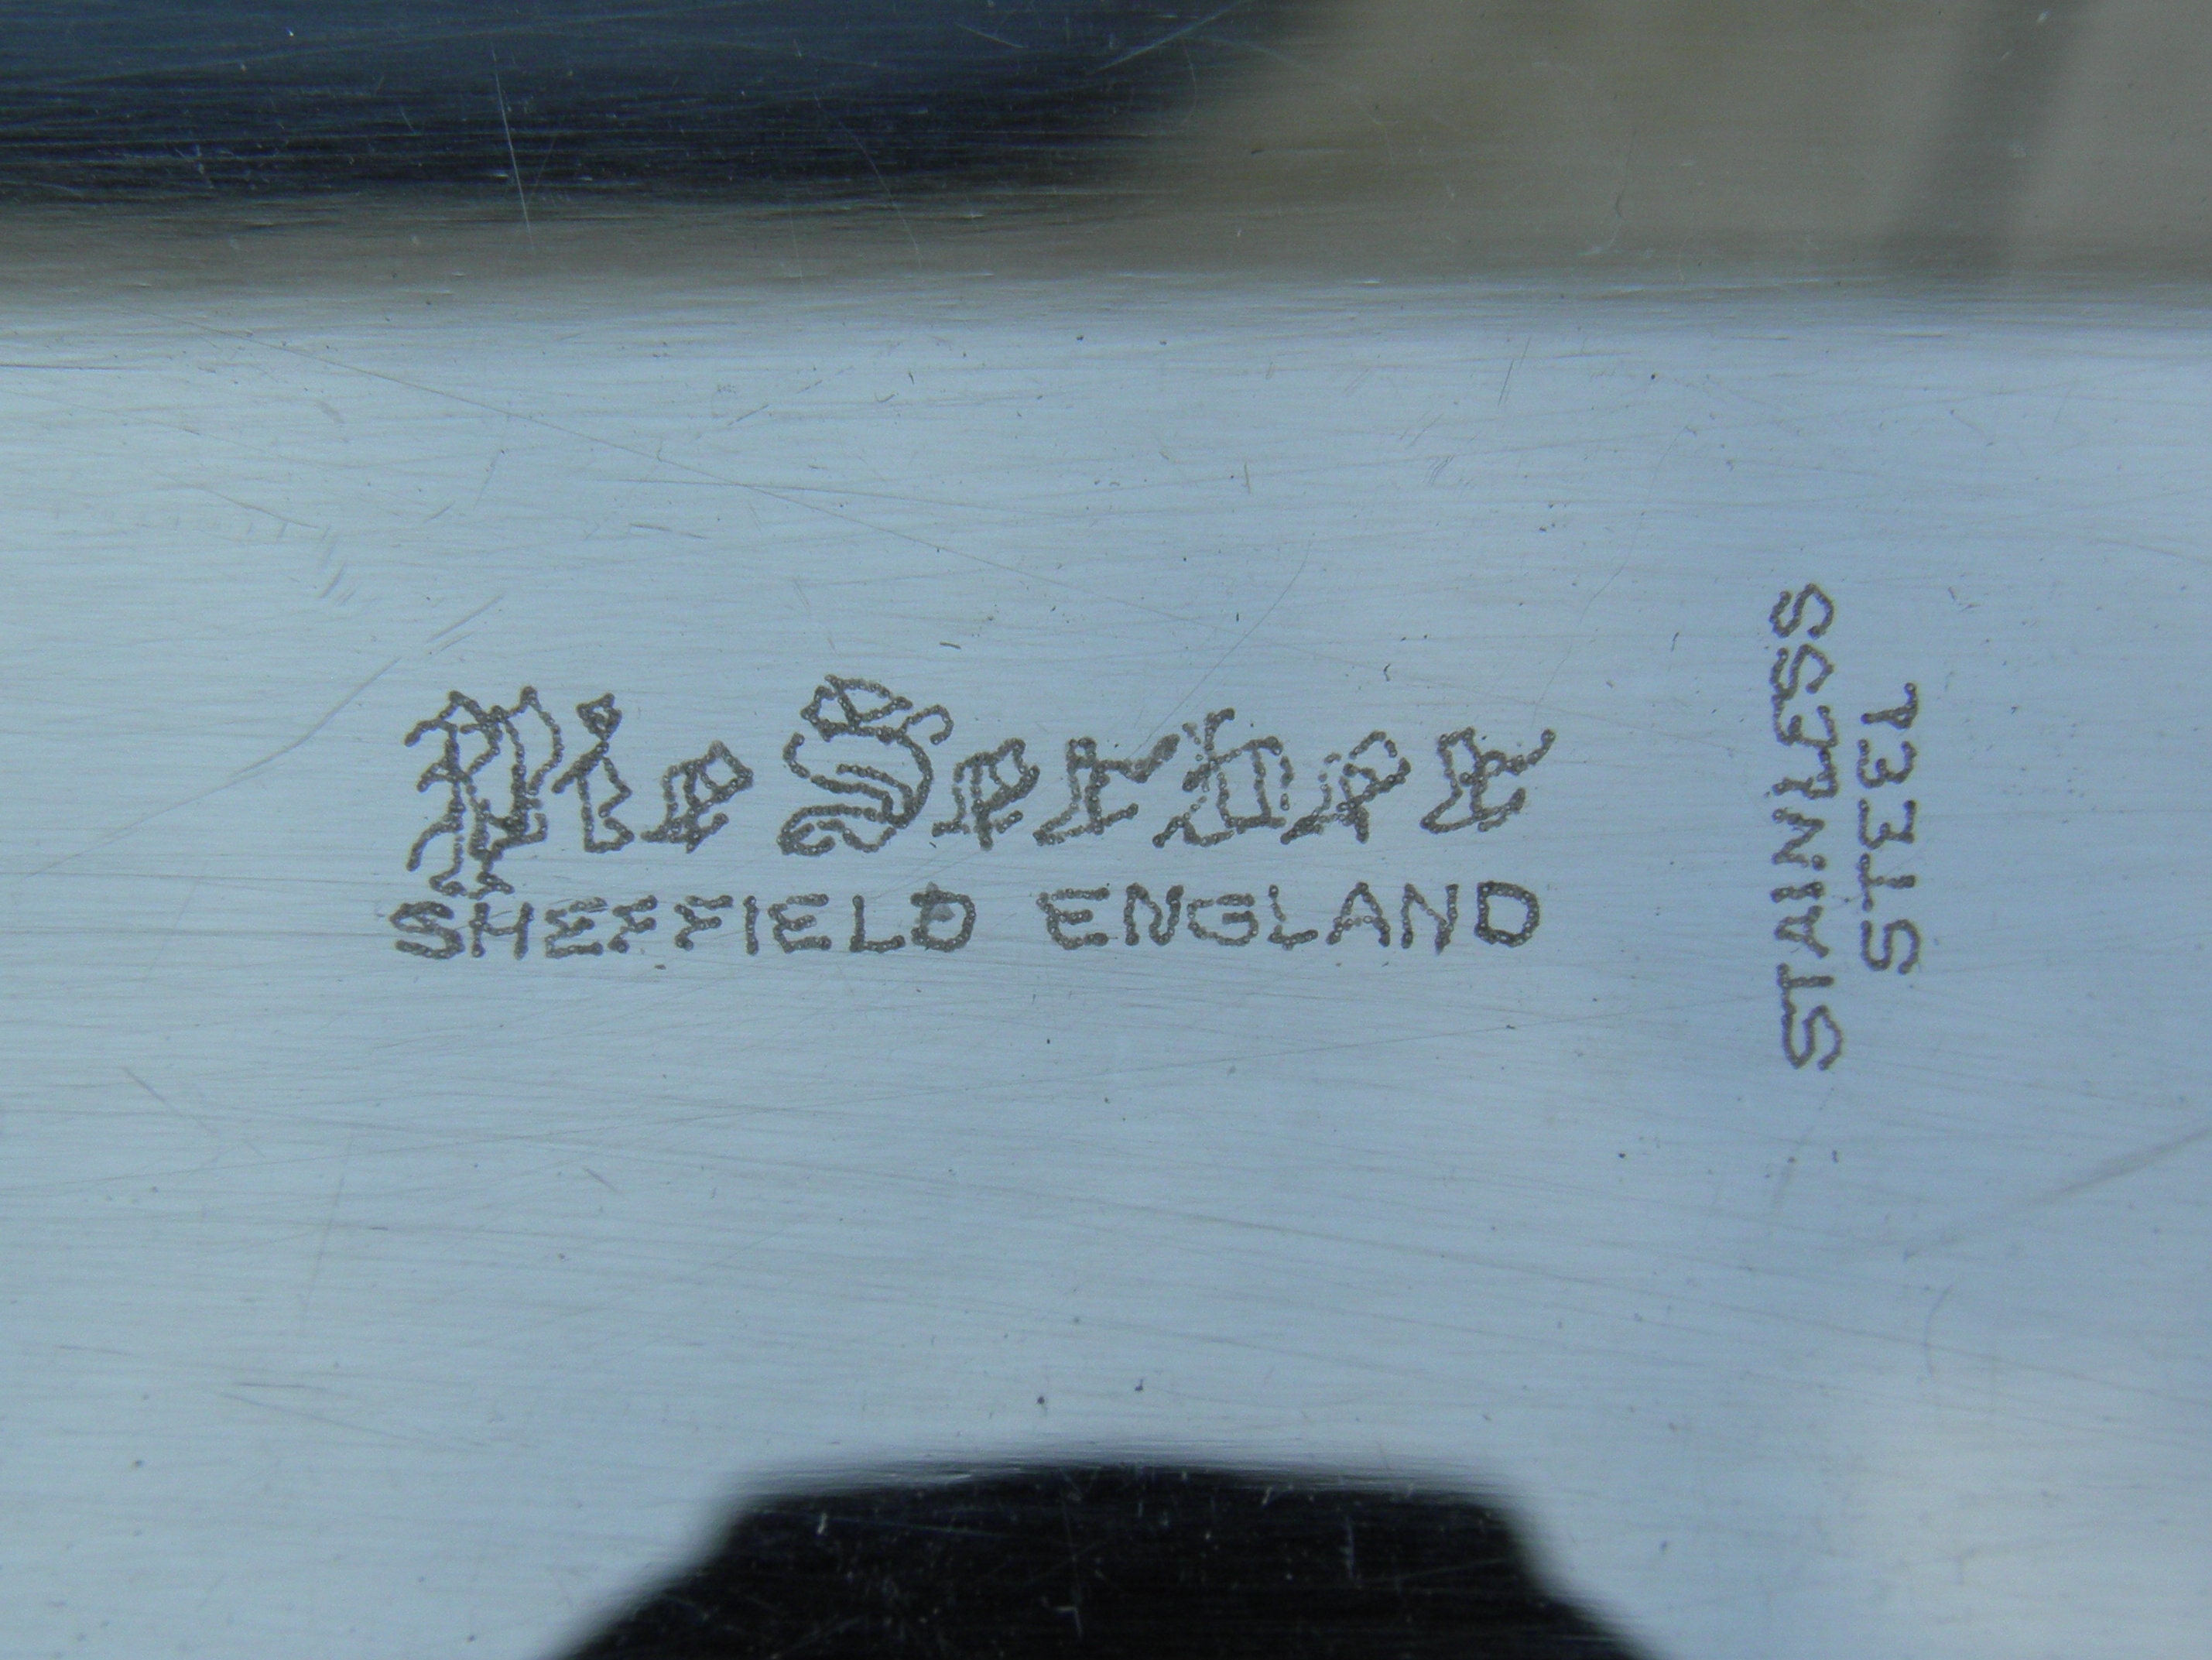 Pie Server
SHEFFIELD ENGLAND
STAINLESS
STEEL